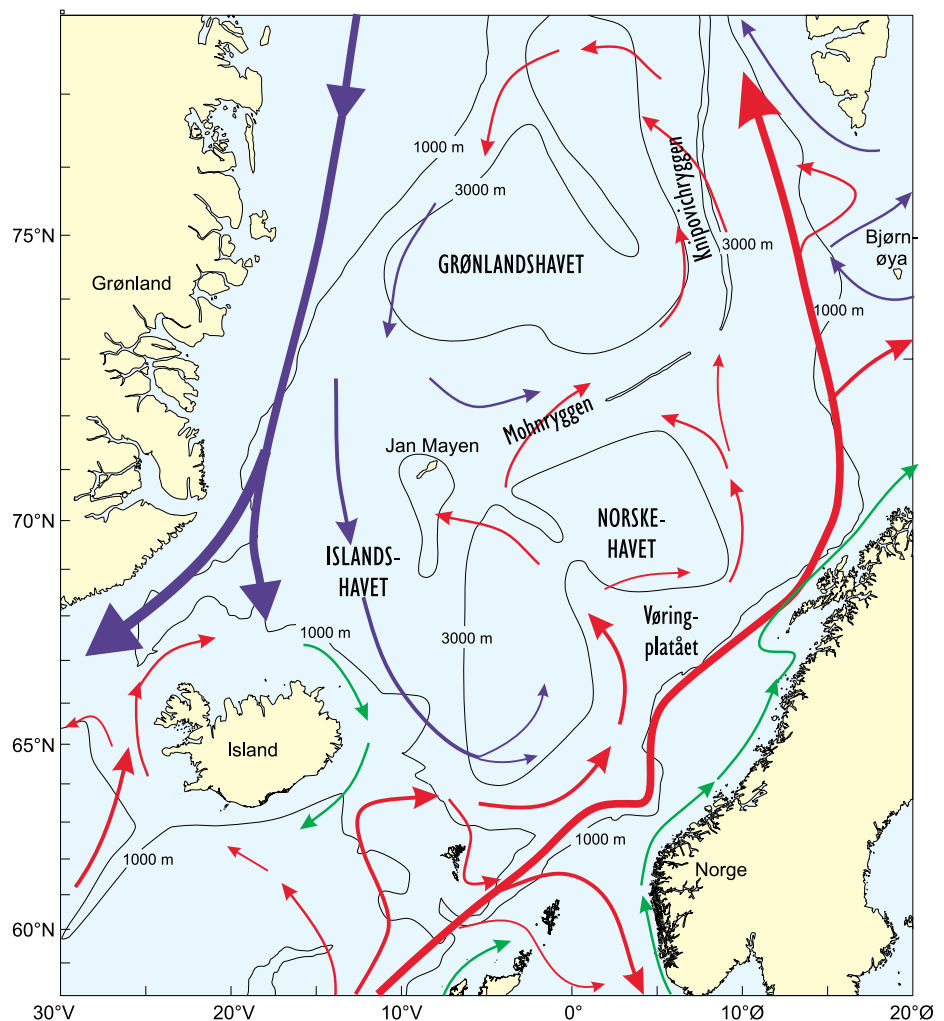 1000 m
3000 m
Knipovichryggen
75°N
GRØNLANDSHAVET
3000 m
Bjørn-
øya
Grønland
1000 m
Mohnryggen
Jan Mayen
70°N
NORSKE-
HAVET
ISLANDS-
HAVET
Vøring-
platået
1000 m
3000 m
65°N
Island
1000 m
1000 m
Norge
60°N
30°V
20°V
10°V
0°
10°Ø
20°Ø